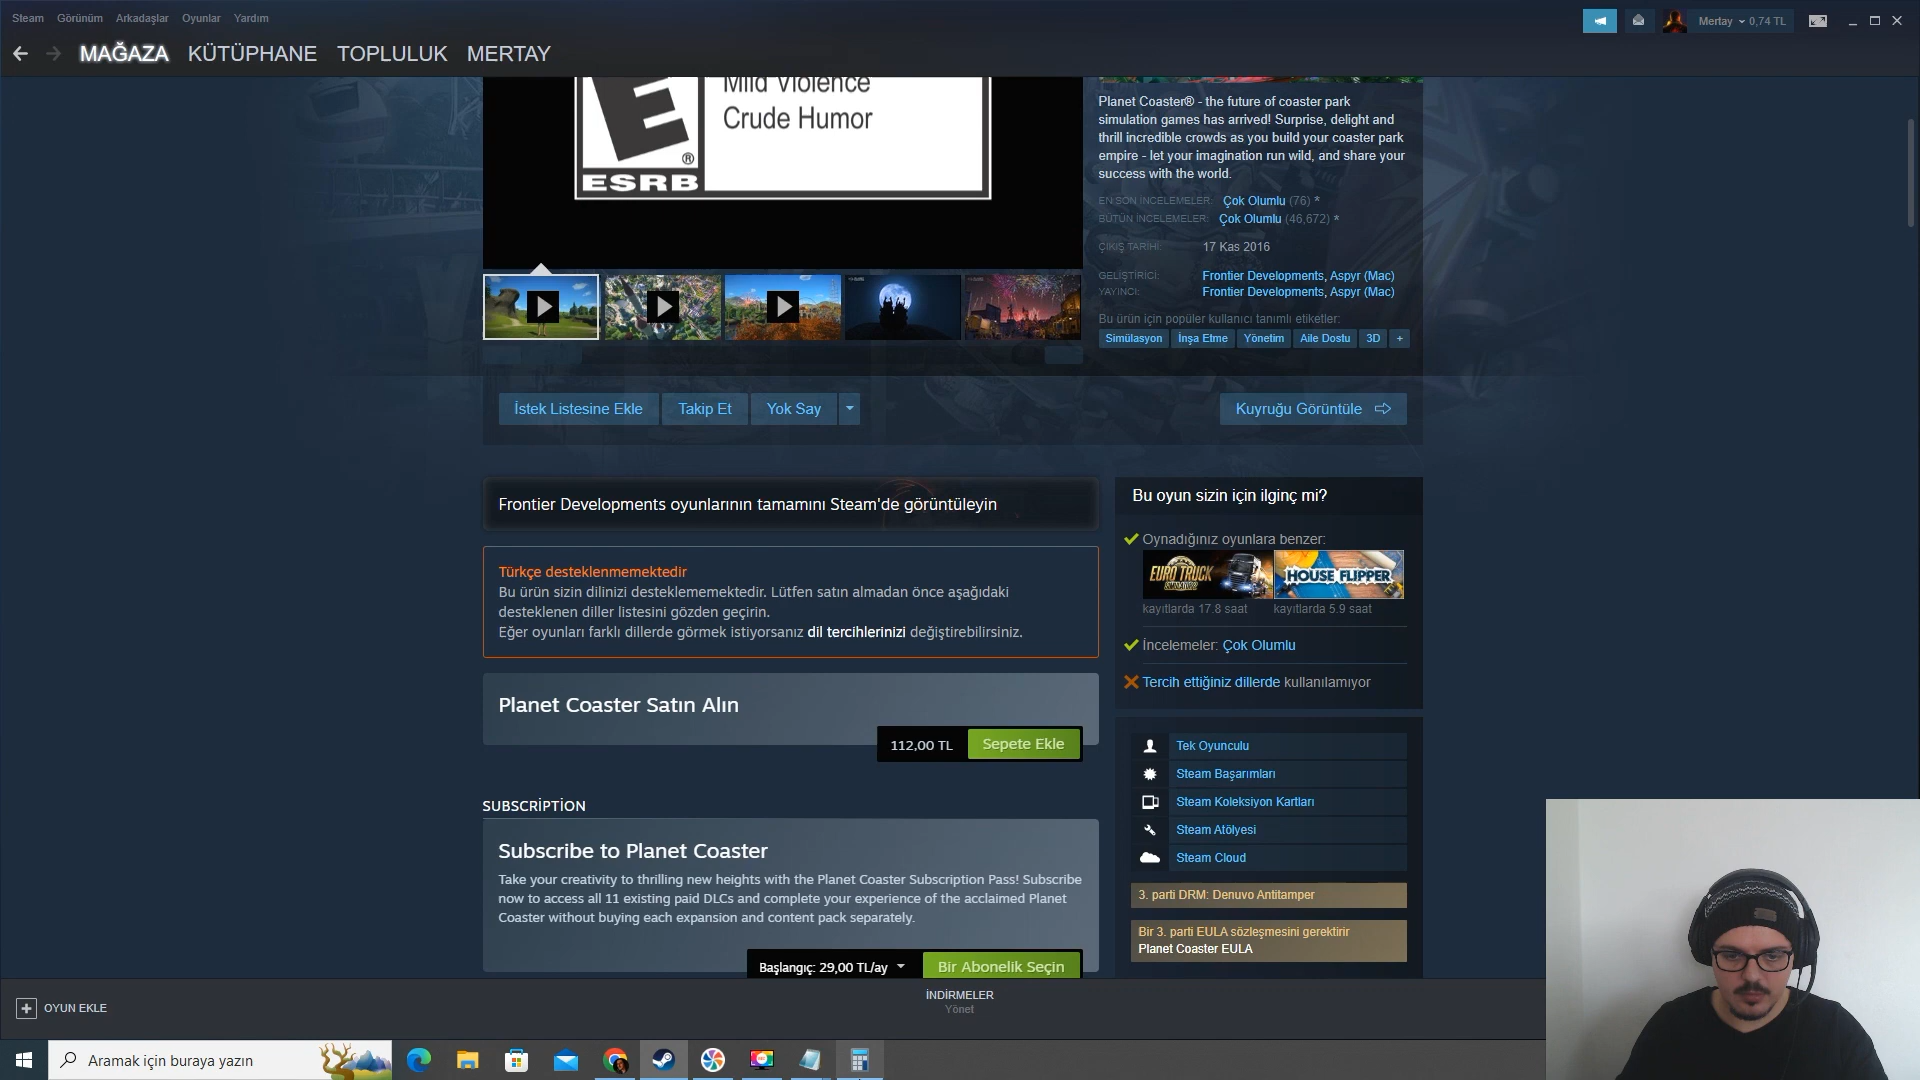 Steam Görünüm Arkadaşlar Oyunlar Yardım
Mertay 0,74 TL
MAĞAZA KÜTÜPHANE TOPLULUK MERTAY
Mild Violence
Crude Humor
E
®
ESRB
Planet Coaster® - the future of coaster park
simulation games has arrived! Surprise, delight and
thrill incredible crowds as you build your coaster park
empire - let your imagination run wild, and share your
success with the world.
EN SON İNCELEMELER: Çok Olumlu (76) *
BÜTÜN İNCELEMELER: Çok Olumlu (46,672) *
ÇIKIŞ TARİHİ: 17 Kas 2016
GELİŞTİRİCİ: Frontier Developments, Aspyr (Mac)
YAYINCI: Frontier Developments, Aspyr (Mac)
Bu ürün için popüler kullanıcı tanımlı etiketler:
Simülasyon İnşa Etme Yönetim Aile Dostu 3D +
İstek Listesine Ekle Takip Et Yok Say
Kuyruğu Görüntüle
Frontier Developments oyunlarının tamamını Steam'de görüntüleyin
Türkçe desteklenmemektedir
Bu ürün sizin dilinizi desteklememektedir. Lütfen satın almadan önce aşağıdaki
desteklenen diller listesini gözden geçirin.
Eğer oyunları farklı dillerde görmek istiyorsanız dil tercihlerinizi değiştirebilirsiniz.
Planet Coaster Satın Alın
112,00 TL Sepete Ekle
SUBSCRİPTİON
Subscribe to Planet Coaster
Take your creativity to thrilling new heights with the Planet Coaster Subscription Pass! Subscribe
now to access all 11 existing paid DLCs and complete your experience of the acclaimed Planet
Coaster without buying each expansion and content pack separately.
Başlangıç: 29,00 TL/ay Bir Abonelik Seçin
Bu oyun sizin için ilginç mi?
Oynadığınız oyunlara benzer:
EURO TRUCK
HOUSE FLIPPER
kayıtlarda 17.8 saat kayıtlarda 5.9 saat
İncelemeler: Çok Olumlu
Tercih ettiğiniz dillerde kullanılamıyor
Tek Oyunculu
Steam Başarımları
Steam Koleksiyon Kartları
Steam Atölyesi
Steam Cloud
3. parti DRM: Denuvo Antitamper
Bir 3. parti EULA sözleşmesini gerektirir
Planet Coaster EULA
OYUN EKLE
İNDİRMELER
Yönet
Aramak için buraya yazın